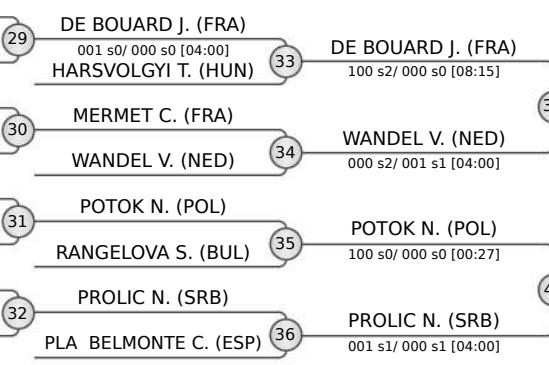 DE BOUARD J. (FRA)
29
001 s0/ 000 s0 [04:00]
HARSVOLGYI T. (HUN)
33
DE BOUARD J. (FRA)
100 s2/ 000 s0 [08:15]
MERMET C. (FRA)
30
WANDEL V. (NED)
34
WANDEL V. (NED)
000 s2/ 001 s1 [04:00]
POTOK N. (POL)
31
RANGELOVA S. (BUL)
35
POTOK N. (POL)
100 s0/ 000 s0 [00:27]
PROLIC N. (SRB)
32
PLA BELMONTE C. (ESP)
36
PROLIC N. (SRB)
001 s1/ 000 s1 [04:00]